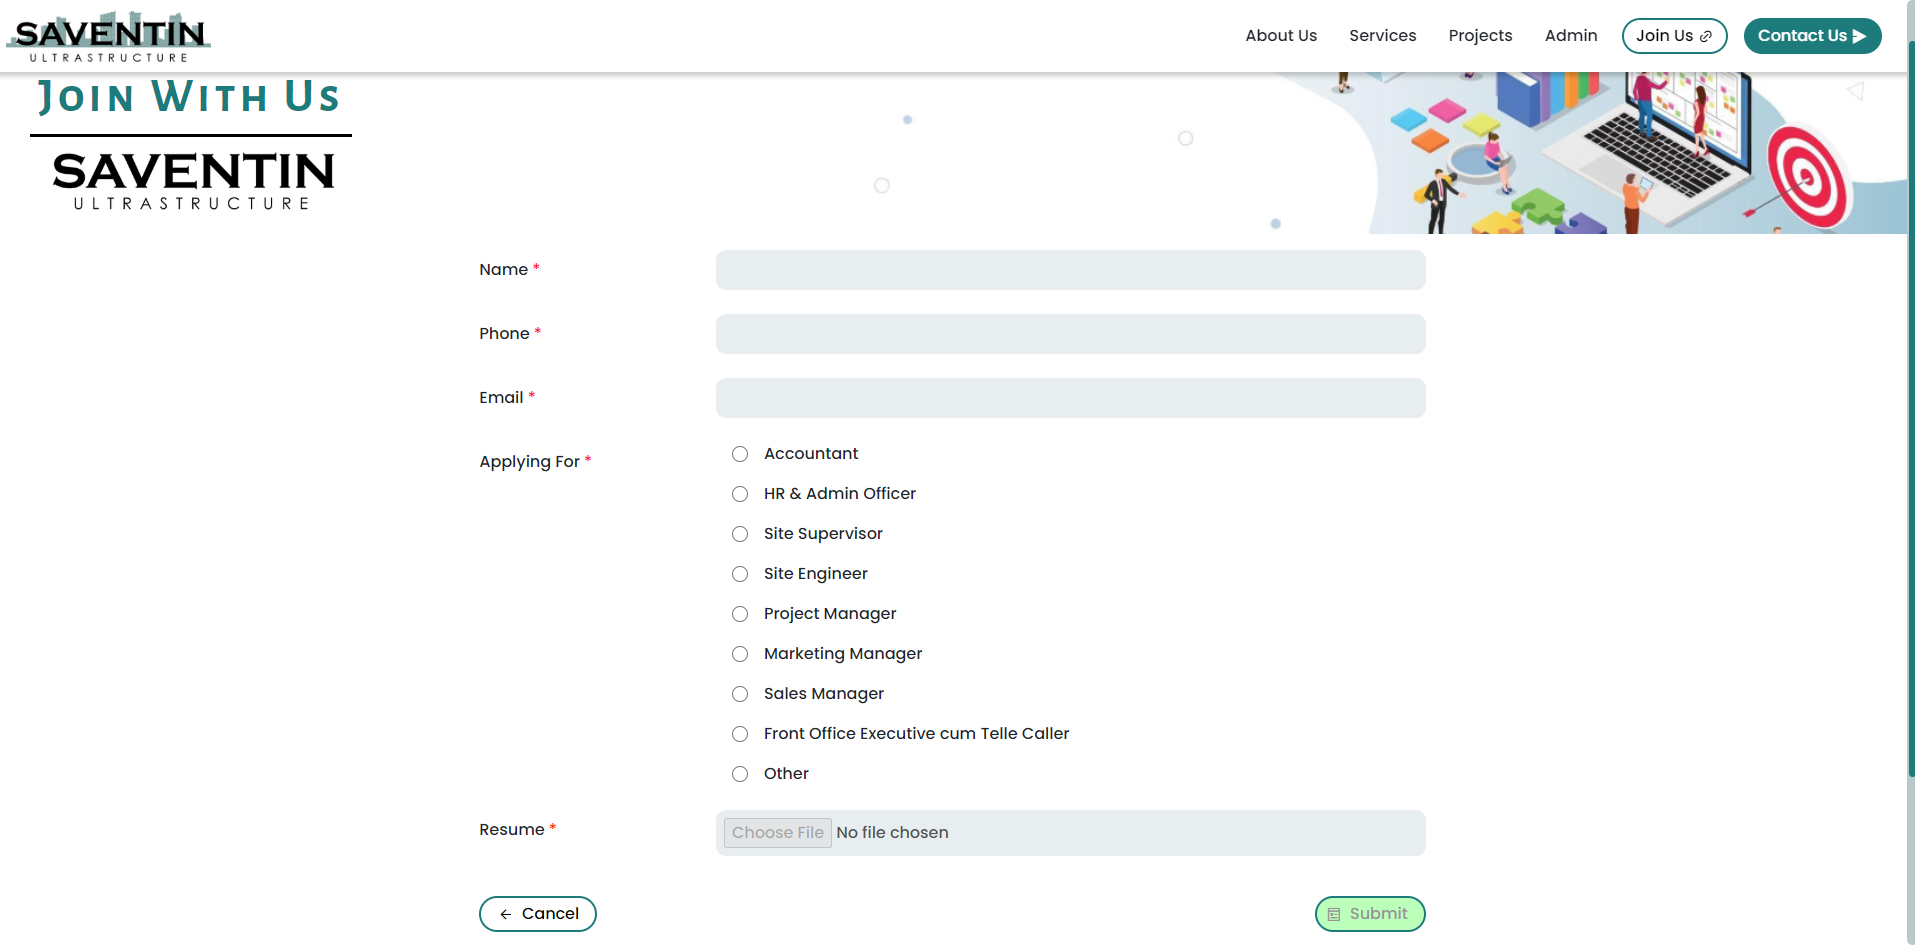 SAVENTIN
ULTRASTRUCTURE
About Us
Services
Projects
Admin
Join Us
Contact Us
Join With Us
SAVENTIN
ULTRASTRUCTURE
Name *
Phone *
Email *
Applying For *
Accountant
HR & Admin Officer
Site Supervisor
Site Engineer
Project Manager
Marketing Manager
Sales Manager
Front Office Executive cum Telle Caller
Other
Resume *
Choose File No file chosen
Cancel
Submit